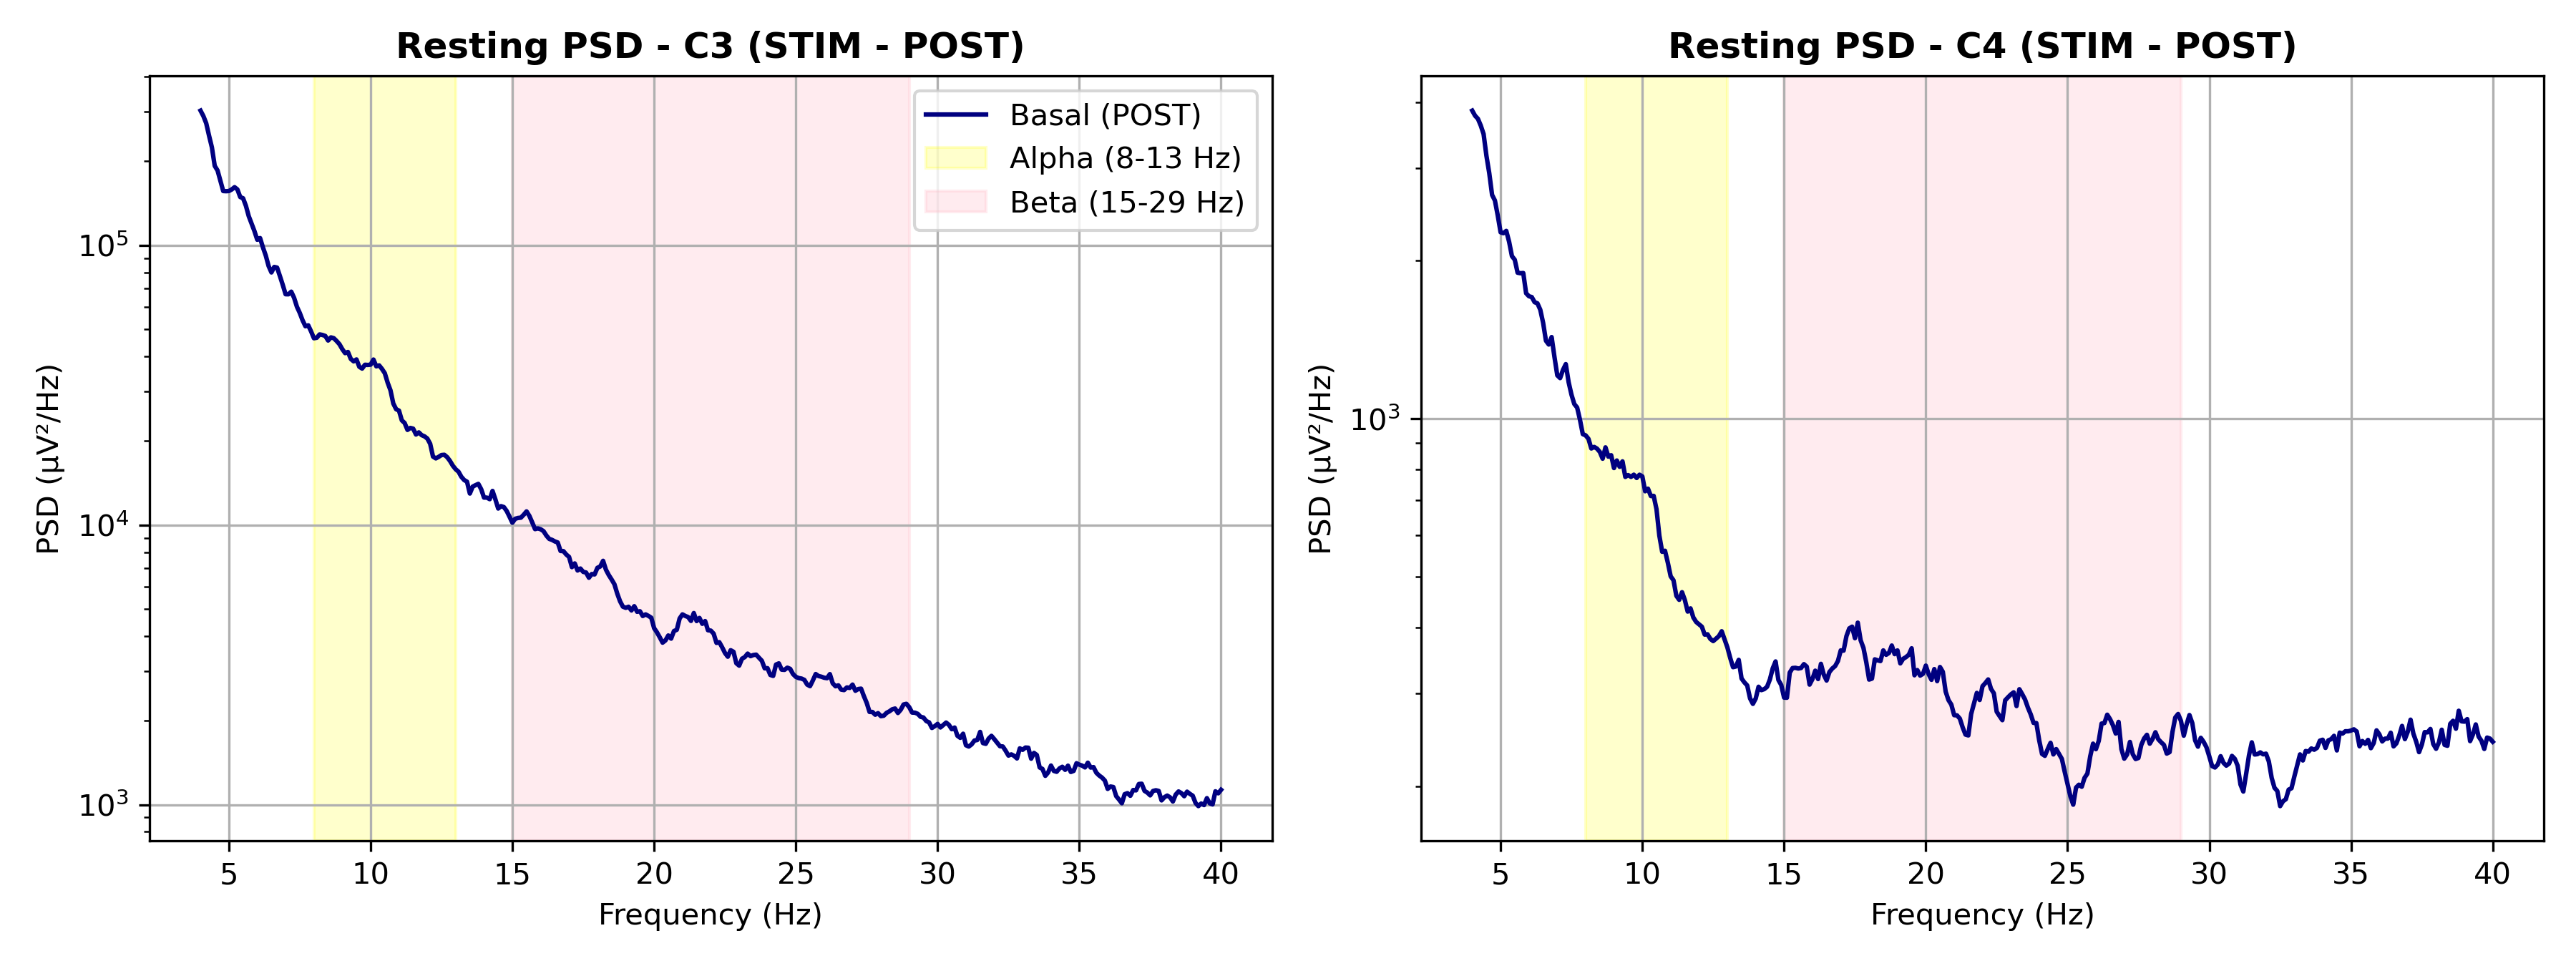 Resting PSD - C3 (STIM - POST)
PSD (µV²/Hz)
10⁵
10⁴
10³
Basal (POST)
Alpha (8-13 Hz)
Beta (15-29 Hz)
5 10 15 20 25 30 35 40
Frequency (Hz)
Resting PSD - C4 (STIM - POST)
PSD (µV²/Hz)
10³
5 10 15 20 25 30 35 40
Frequency (Hz)